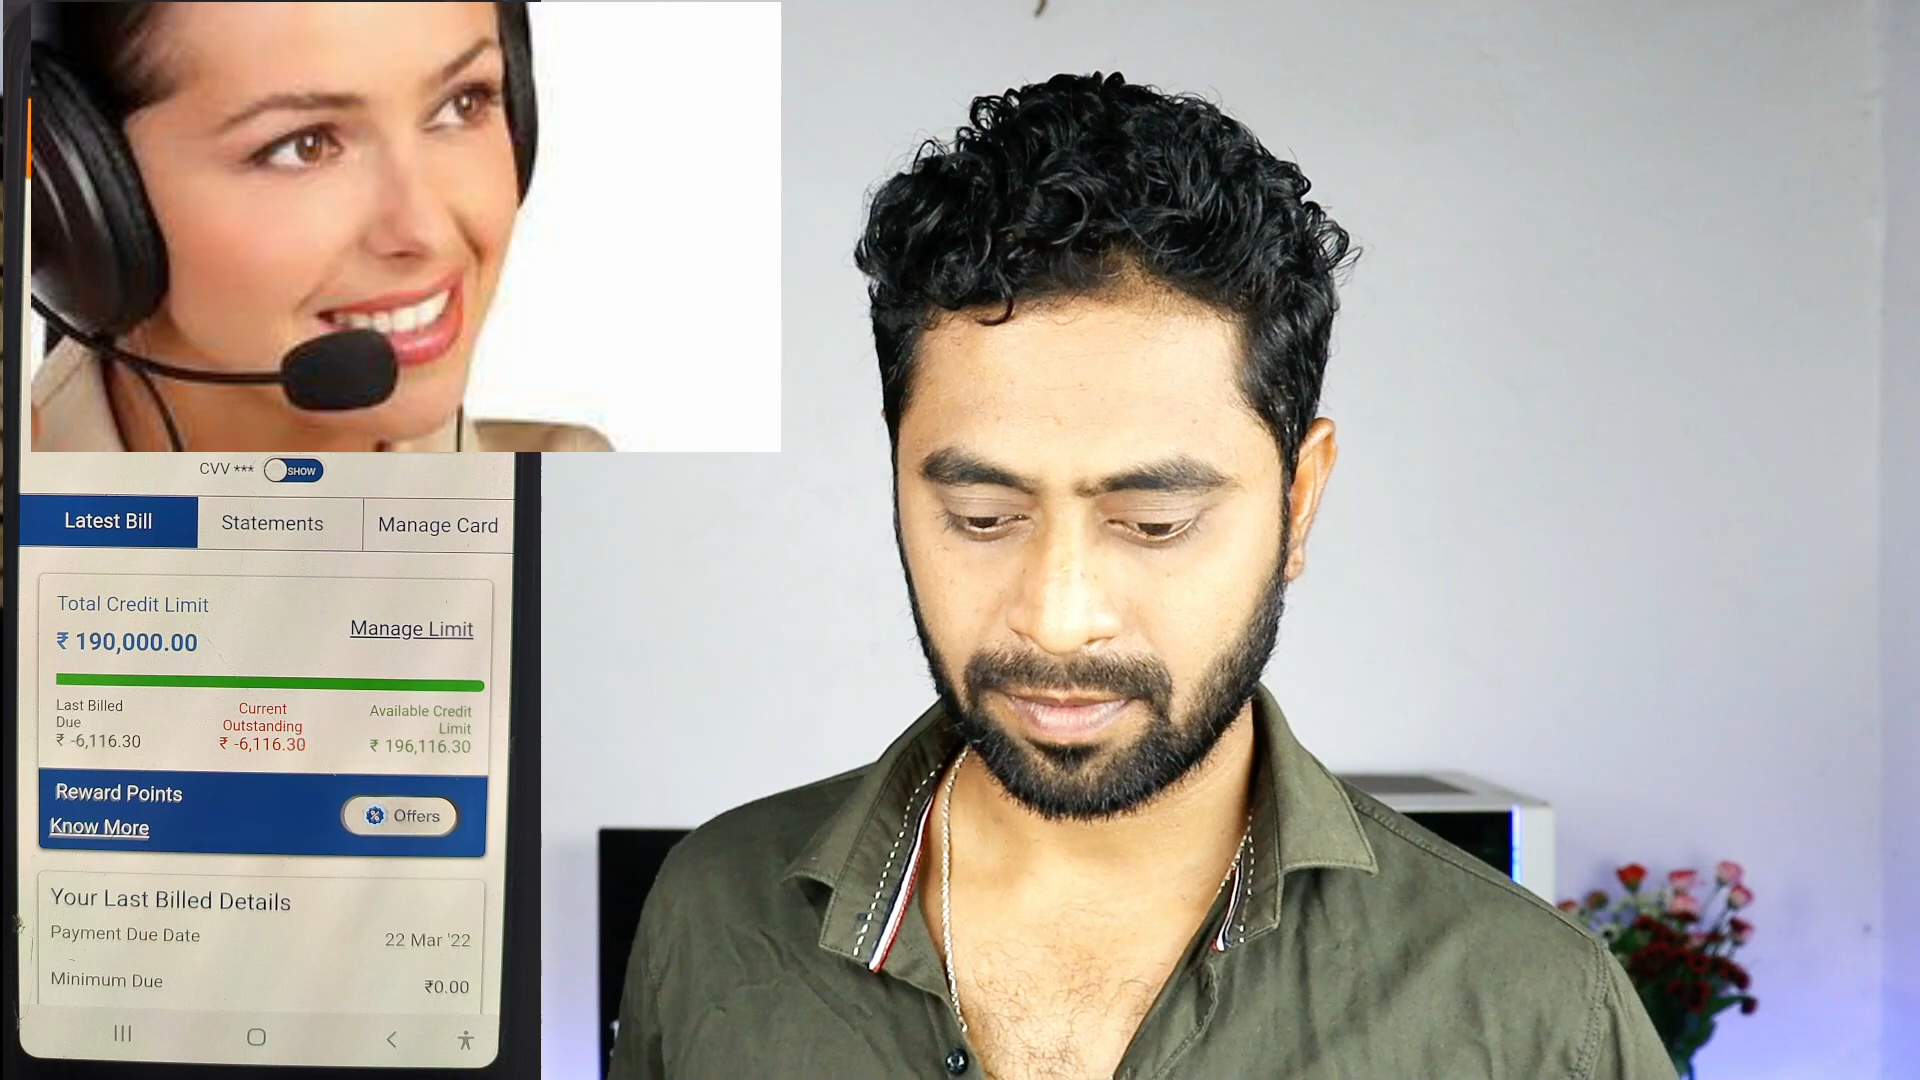 CVV *** SHOW
Latest Bill Statements Manage Card
Total Credit Limit
Manage Limit
₹ 190,000.00
Last Billed
Due
₹ -6,116.30
Current
Outstanding
₹ -6,116.30
Available Credit
Limit
₹ 196,116.30
Reward Points
Know More
Offers
Your Last Billed Details
Payment Due Date 22 Mar '22
Minimum Due ₹0.00